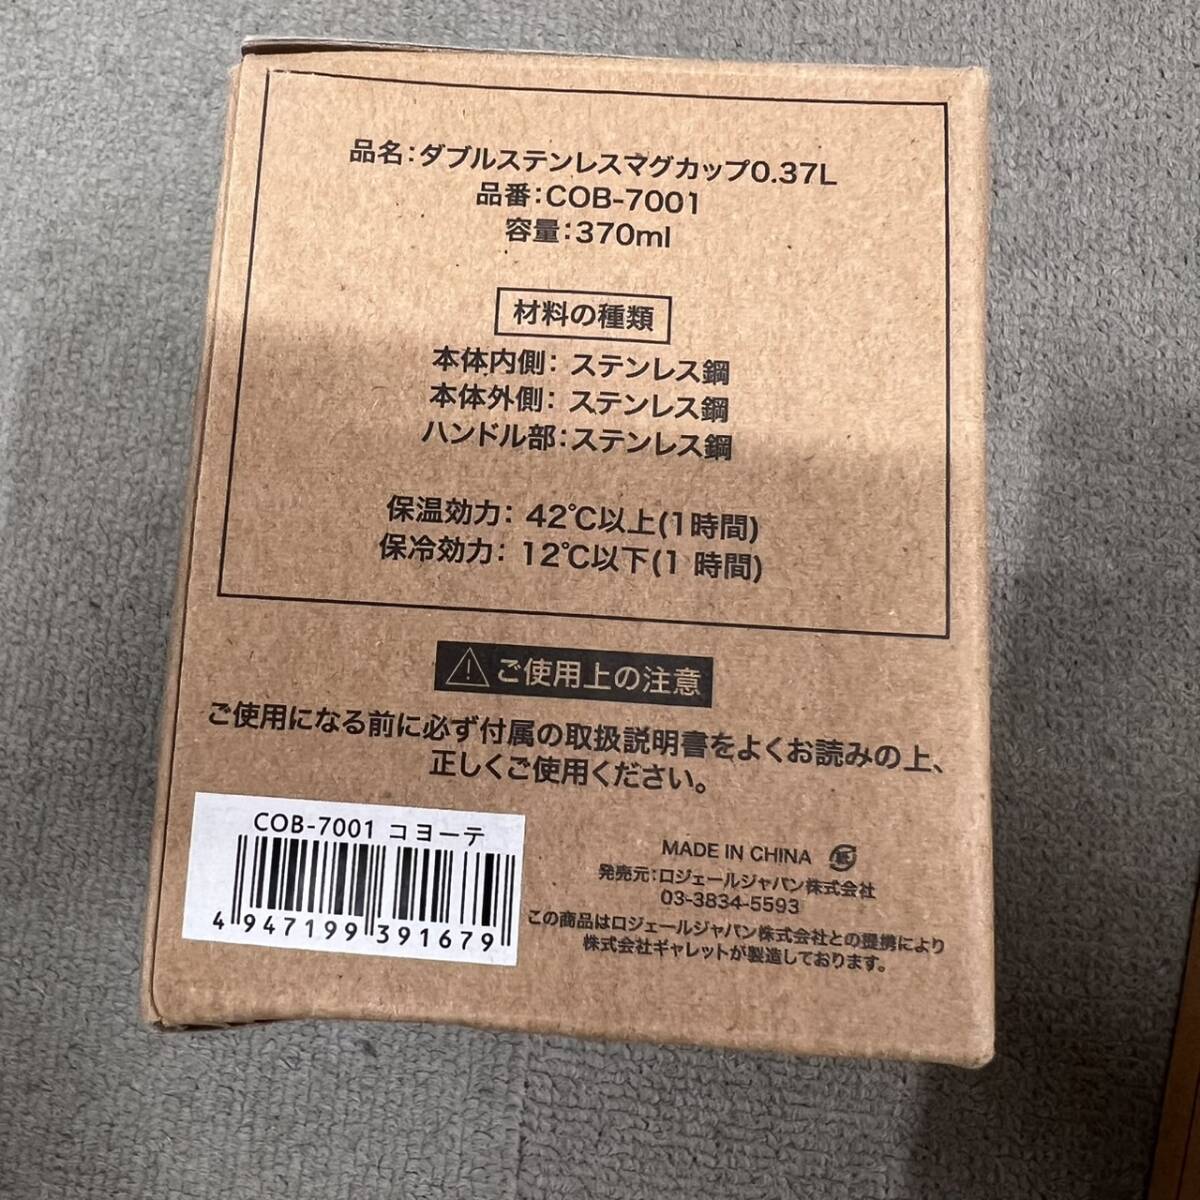 品名:ダブルステンレスマグカップ0.37L
品番:COB-7001
容量:370ml
材料の種類
本体内側: ステンレス鋼
本体外側: ステンレス鋼
ハンドル部:ステンレス鋼
保温効力: 42℃以上(1時間)
保冷効力: 12℃以下(1 時間)
ご使用上の注意
ご使用になる前に必ず付属の取扱説明書をよくお読みの上、
正しくご使用ください。
COB-7001 コヨーテ
4 947199 391679
MADE IN CHINA 紙
発売元:ロジェールジャパン株式会社
03-3834-5593
この商品はロジェールジャパン株式会社との提携により
株式会社ギャレットが製造しております。